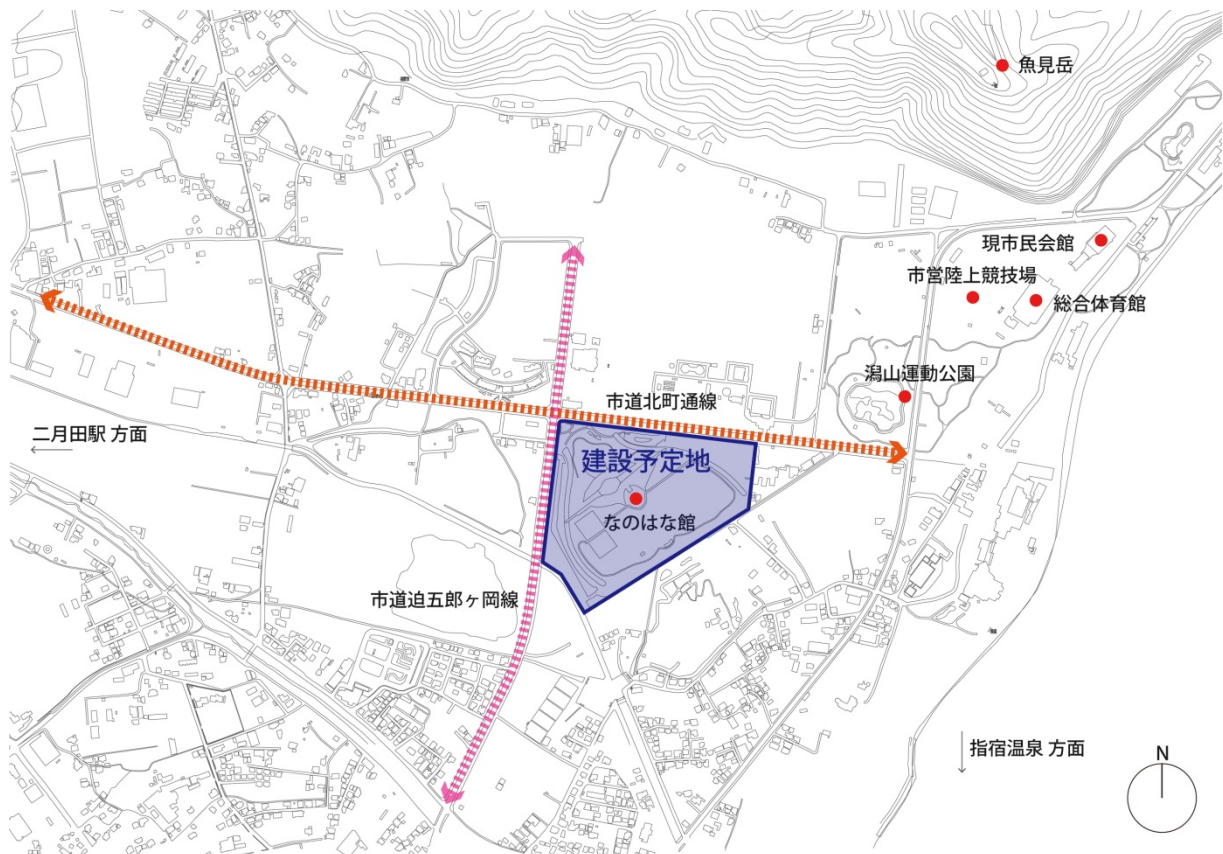 魚見岳
現市民会館
市営陸上競技場
総合体育館
潟山運動公園
市道北町通線
二月田駅 方面
建設予定地
なのはな館
市道迫五郎ヶ岡線
指宿温泉 方面
N